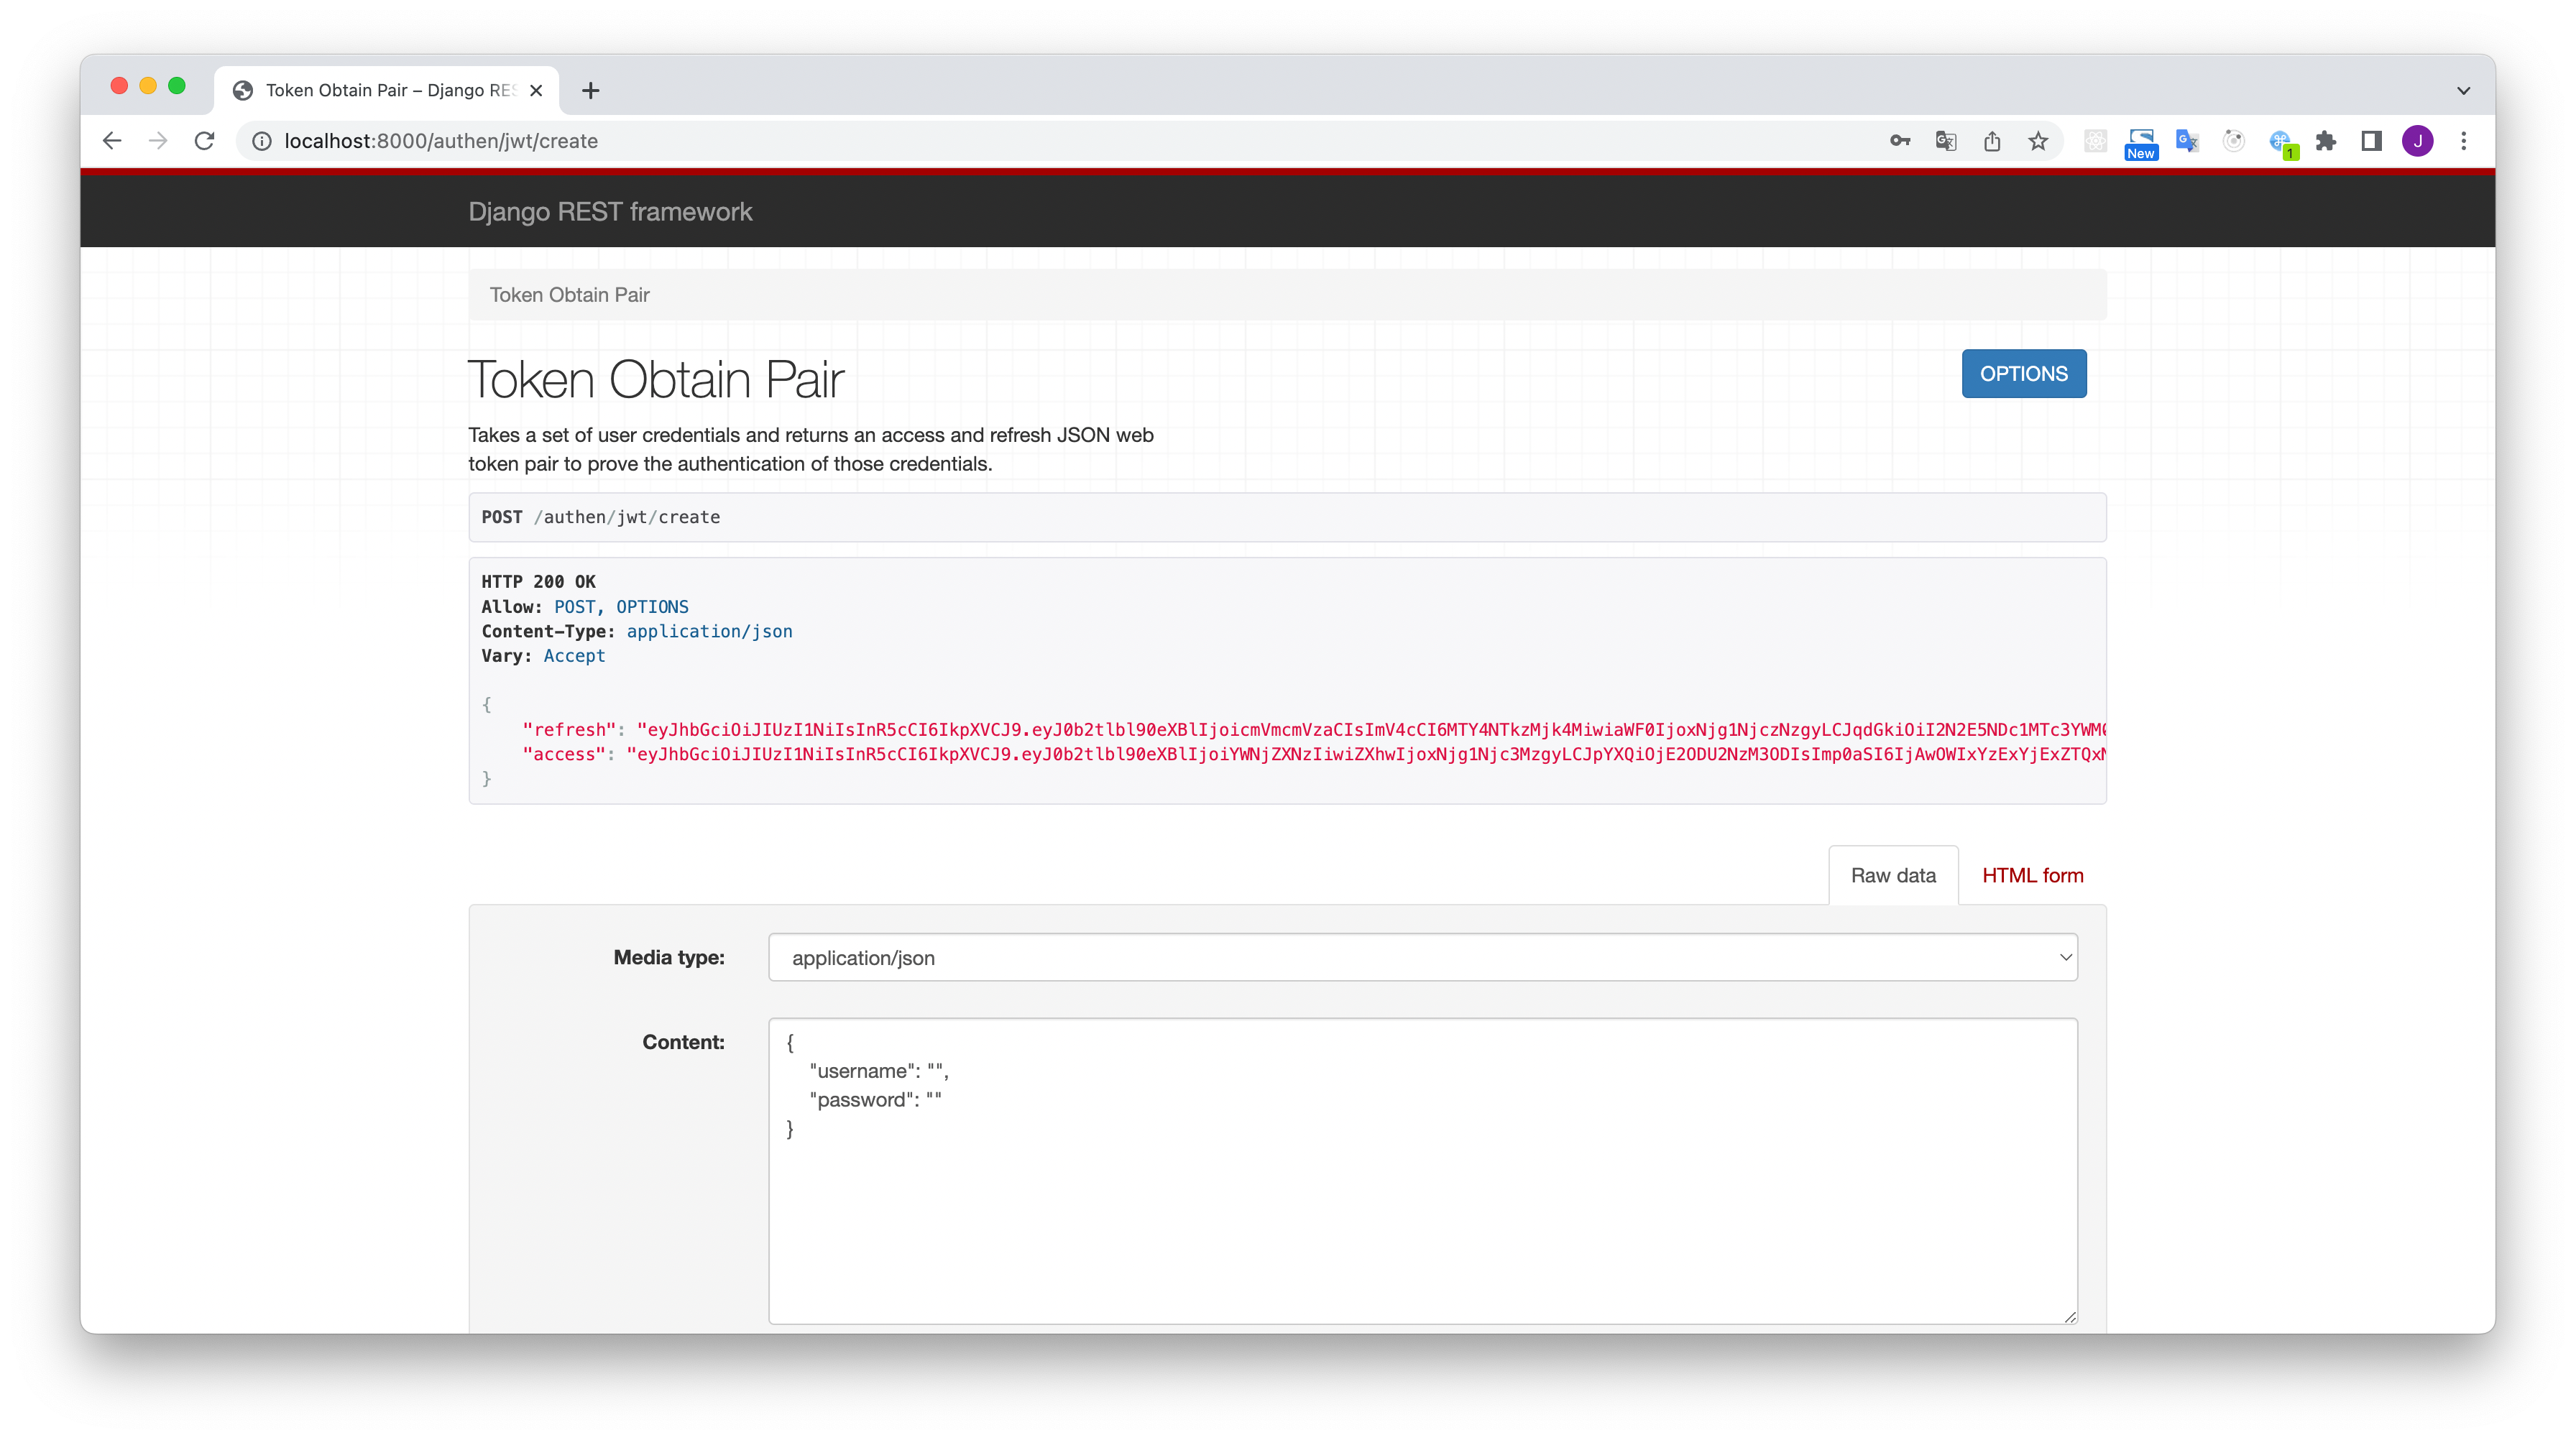 Token Obtain Pair – Django RES
localhost:8000/authen/jwt/create
New
1
J
Django REST framework
Token Obtain Pair
Token Obtain Pair
OPTIONS
Takes a set of user credentials and returns an access and refresh JSON web
token pair to prove the authentication of those credentials.
POST /authen/jwt/create
HTTP 200 OK
Allow: POST, OPTIONS
Content-Type: application/json
Vary: Accept
{
"refresh": "eyJhbGciOiJIUzI1NiIsInR5cCI6IkpXVCJ9.eyJ0b2tlbl90eXBlIjoicmVmcmVzaCIsImV4cCI6MTY4NTkzMjk4MiwiaWF0IjoxNjg1NjczNzgyLCJqdGkiOiI2N2E5NDc1MTc3YWM
"access": "eyJhbGciOiJIUzI1NiIsInR5cCI6IkpXVCJ9.eyJ0b2tlbl90eXBlIjoiYWNjZXNzIiwiZXhwIjoxNjg1Njc3MzgyLCJpYXQiOjE2ODU2NzM3ODIsImp0aSI6IjAwOWIxYzExYjExZTQx
}
Raw data
HTML form
Media type:
application/json
Content:
{
"username": "",
"password": ""
}